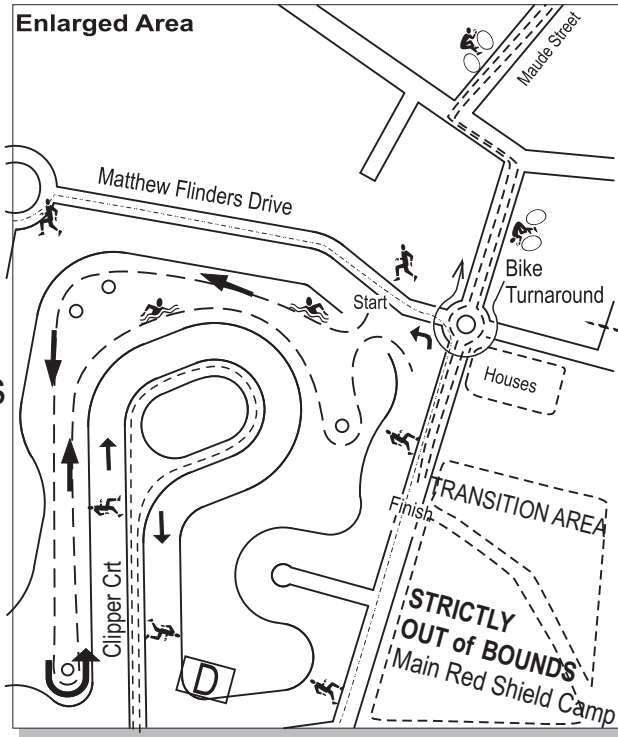 Enlarged Area
Maude Street
Matthew Flinders Drive
Bike
Turnaround
Start
Houses
TRANSITION AREA
Finish
Clipper Crt
STRICTLY
OUT of BOUNDS
Main Red Shield Camp
D
S